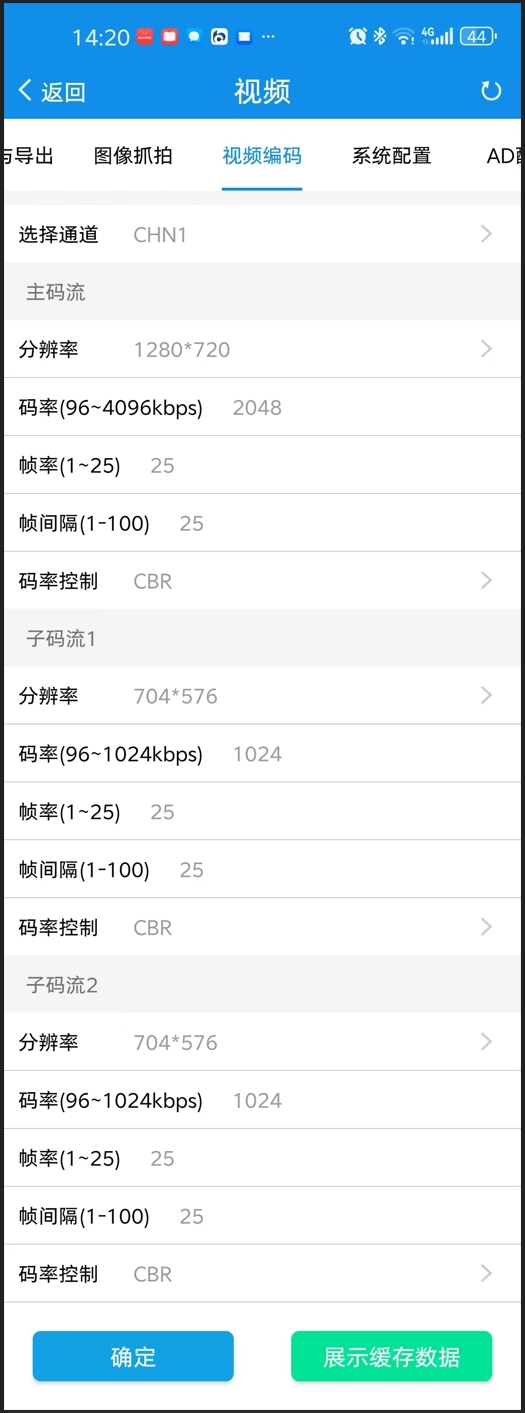 14:20 ··· 4G 44
返回 视频
与导出 图像抓拍 视频编码 系统配置 AD配
选择通道 CHN1
主码流
分辨率 1280*720
码率(96~4096kbps) 2048
帧率(1~25) 25
帧间隔(1-100) 25
码率控制 CBR
子码流1
分辨率 704*576
码率(96~1024kbps) 1024
帧率(1~25) 25
帧间隔(1-100) 25
码率控制 CBR
子码流2
分辨率 704*576
码率(96~1024kbps) 1024
帧率(1~25) 25
帧间隔(1-100) 25
码率控制 CBR
确定 展示缓存数据